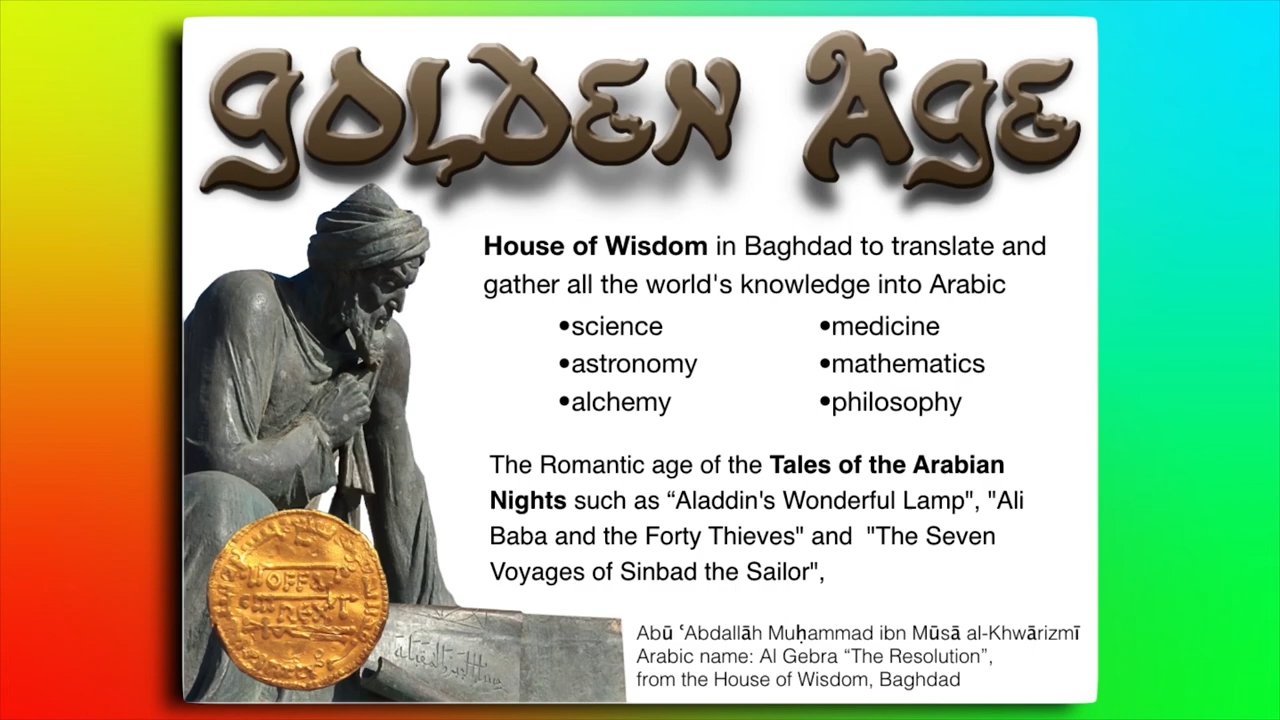 GOLDEN AGE
House of Wisdom in Baghdad to translate and
gather all the world's knowledge into Arabic
•science
•astronomy
•alchemy
•medicine
•mathematics
•philosophy
The Romantic age of the Tales of the Arabian
Nights such as “Aladdin's Wonderful Lamp", "Ali
Baba and the Forty Thieves" and  "The Seven
Voyages of Sinbad the Sailor",
OFFA
REX
Abū ʿAbdallāh Muḥammad ibn Mūsā al-Khwārizmī
Arabic name: Al Gebra “The Resolution”,
from the House of Wisdom, Baghdad